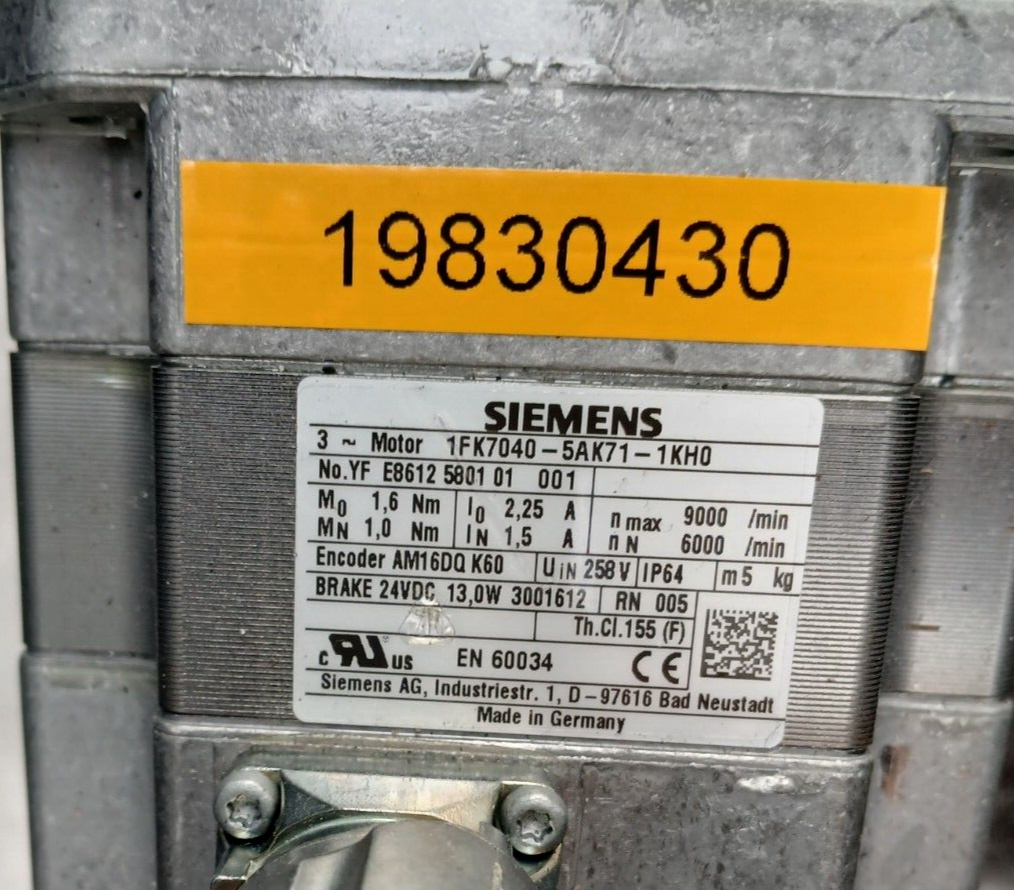 19830430
SIEMENS
3 ~ Motor 1FK7040-5AK71-1KH0
No.YF E8612 5801 01 001
M0 1,6 Nm I0 2,25 A n max 9000 /min
MN 1,0 Nm IN 1,5 A n N 6000 /min
Encoder AM16DQ K60 UIN 258V IP64 m 5 kg
BRAKE 24VDC 13,0W 3001612 RN 005
Th.Cl.155 (F)
c RU us EN 60034 CE
Siemens AG, Industriestr. 1, D-97616 Bad Neustadt
Made in Germany